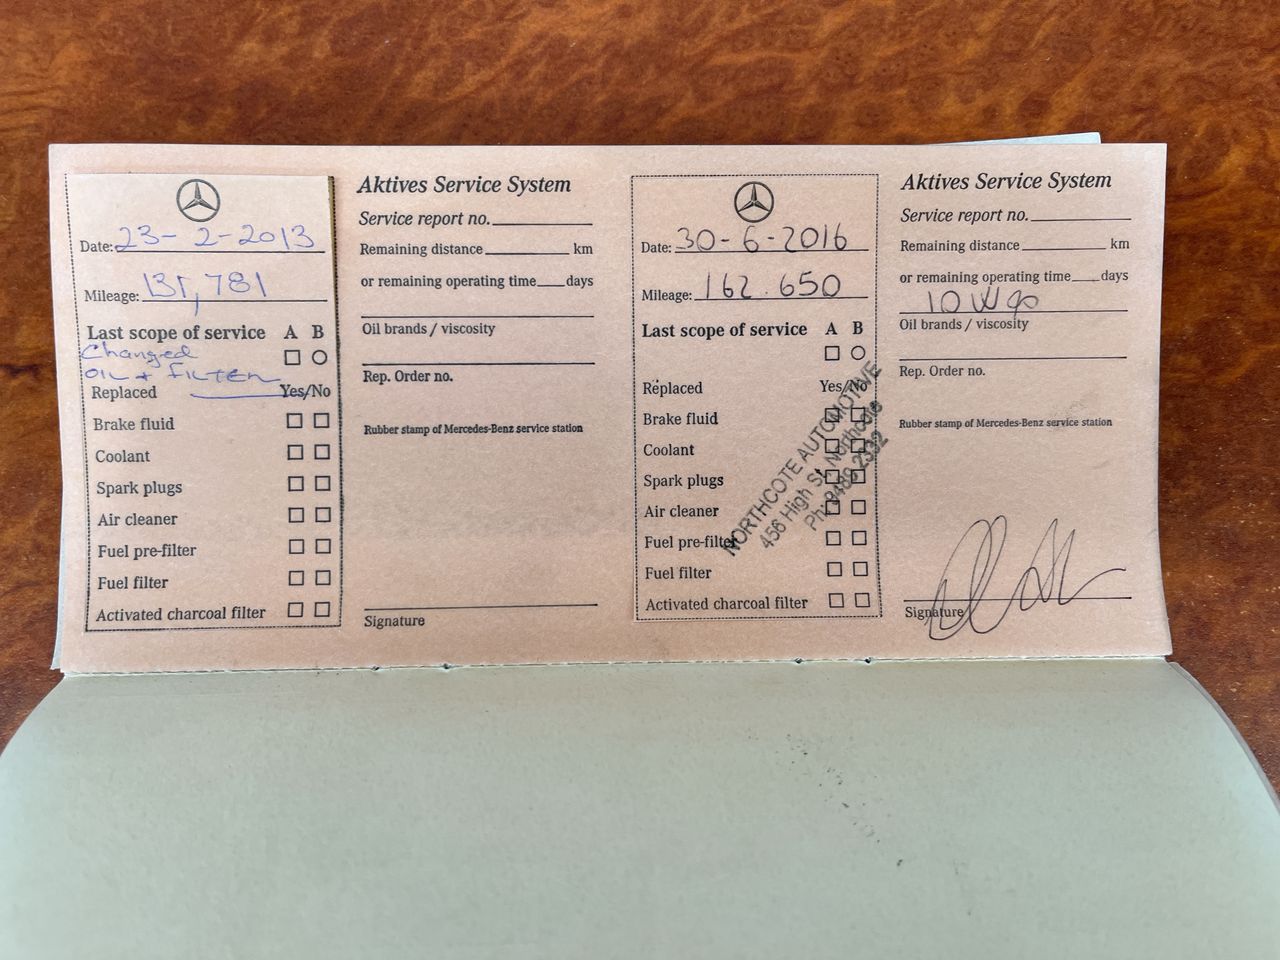 Date: 23-2-2013
Mileage: 131,781
Last scope of service A B
Changed
OIL + FILTER
Replaced Yes/No
Brake fluid
Coolant
Spark plugs
Air cleaner
Fuel pre-filter
Fuel filter
Activated charcoal filter
Aktives Service System
Service report no.
Remaining distance km
or remaining operating time days
Oil brands / viscosity
Rep. Order no.
Rubber stamp of Mercedes-Benz service station
Signature
Date: 30-6-2016
Mileage: 162.650
Last scope of service A B
Replaced Yes/No
Brake fluid
Coolant
Spark plugs
Air cleaner
Fuel pre-filter
Fuel filter
Activated charcoal filter
NORTHCOTE AUTOMOTIVE
456 High St, Northcote
Ph: 9489 2332
Aktives Service System
Service report no.
Remaining distance km
or remaining operating time days
Oil brands / viscosity
Rep. Order no.
Rubber stamp of Mercedes-Benz service station
Signature